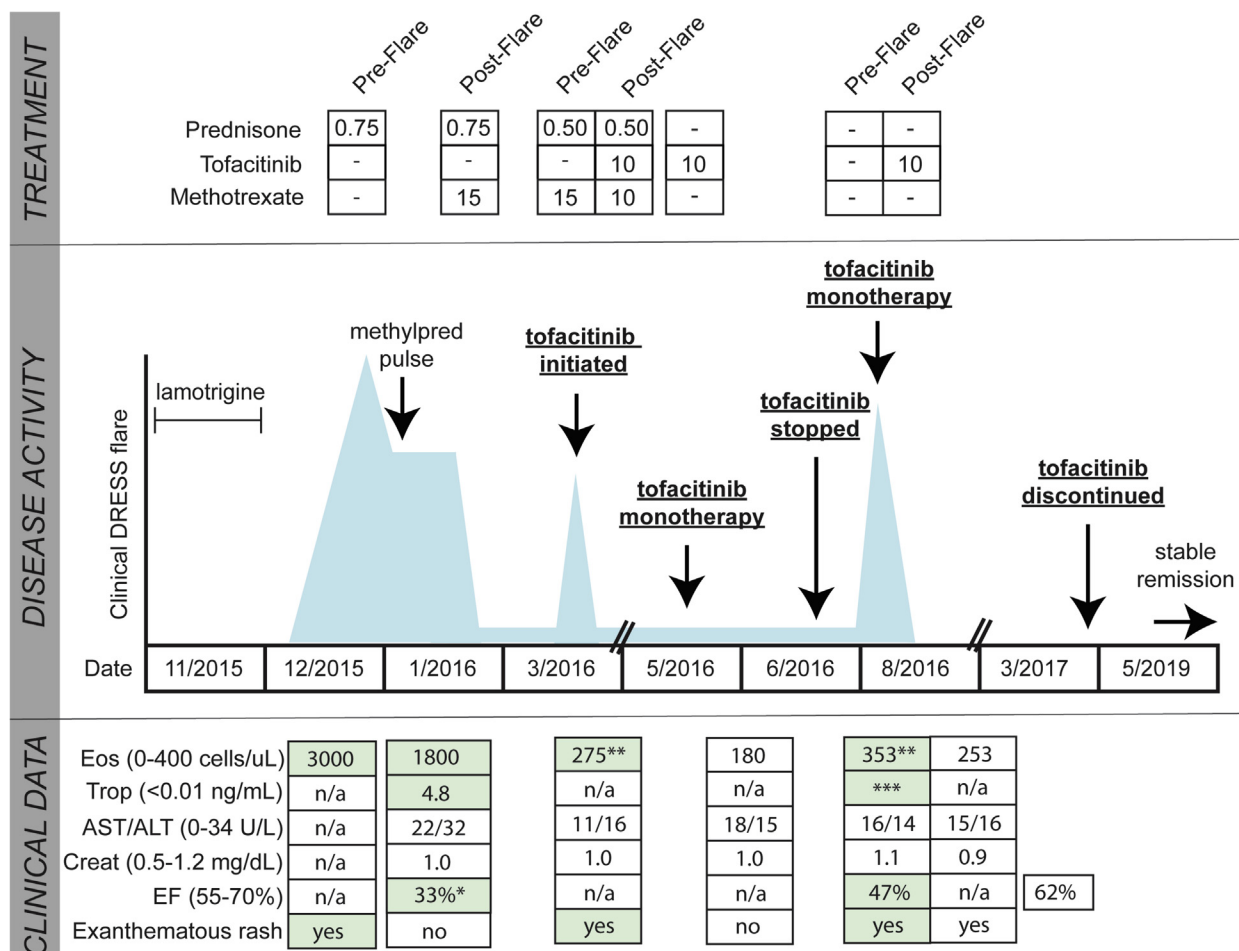 TREATMENT
Pre-Flare Post-Flare Pre-Flare Post-Flare Pre-Flare Post-Flare
Prednisone 0.75 0.75 0.50 0.50 - - -
Tofacitinib - - - 10 10 - 10
Methotrexate - 15 15 10 - - -
DISEASE ACTIVITY
Clinical DRESS flare
lamotrigine
methylpred
pulse
tofacitinib
initiated
tofacitinib
monotherapy
tofacitinib
stopped
tofacitinib
monotherapy
tofacitinib
discontinued
stable
remission
Date 11/2015 12/2015 1/2016 3/2016 5/2016 6/2016 8/2016 3/2017 5/2019
CLINICAL DATA
Eos (0-400 cells/uL) 3000 1800 275** 180 353** 253
Trop (<0.01 ng/mL) n/a 4.8 n/a n/a *** n/a
AST/ALT (0-34 U/L) n/a 22/32 11/16 18/15 16/14 15/16
Creat (0.5-1.2 mg/dL) n/a 1.0 1.0 1.0 1.1 0.9
EF (55-70%) n/a 33%* n/a n/a 47% n/a 62%
Exanthematous rash yes no yes no yes yes